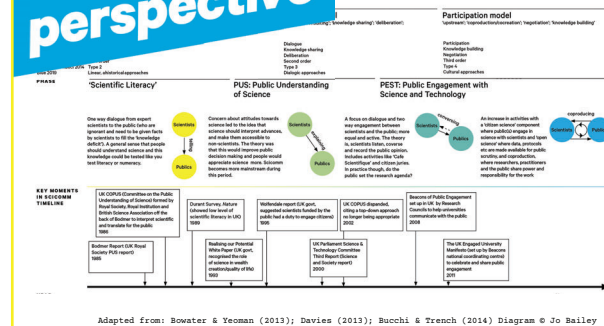 perspective
Participation model
'upstream'; 'coproduction/cocreation'; 'negotiation'; 'knowledge building'
'knowledge sharing'; 'deliberation';
Type 2
Linear, ahistorical approaches
Dialogue
Knowledge sharing
Deliberation
Second order
Type 3
Dialogic approaches
Participation
Knowledge building
Negotiation
Third order
Type 4
Cultural approaches
PHASE
'Scientific Literacy'
PUS: Public Understanding
of Science
PEST: Public Engagement with
Science and Technology
One way dialogue from expert
scientists to the public (who are
ignorant and need to be given facts
by scientists to fill the 'knowledge
deficit'). A general sense that people
should understand science and this
knowledge could be tested like you
test literacy or numeracy.
Scientists
telling
Publics
Concern about attitudes towards
science led to the idea that
science should interest advances,
and make them accessible to
non-scientists. The theory was
that this would improve public
decision making and people would
appreciate science more. Scicomm
becomes more mainstream during
this period.
Scientists
explaining
Publics
A focus on dialogue and two
way engagement between
scientists and the public; more
equal and active. The theory
is, scientists listen, converse
and record the public opinion.
Includes activities like 'Cafe
Scientifique' and citizen juries.
In practice though, do the
public set the research agenda?
Scientists
conversing
Publics
An increase in activities with
a 'citizen science' component
where public(s) engage in
science with scientists and 'open
science' where data, protocols
etc are made available for public
scrutiny, and coproduction,
where researchers, practitioners
and the public share power and
responsibility for the work
coproducing
Scientists
Publics
KEY MOMENTS
IN SCICOMM
TIMELINE
UK COPUS (Committee on the Public
Understanding of Science) formed by
Royal Society, Royal Institution and
British Science Association off the
back of Bodmer to interpret scientific
and translate for the public
1986
Bodmer Report (UK Royal
Society PUS report)
1985
Durant Survey, Nature
(showed low level of
scientific literacy in UK)
1989
Realising our Potential
White Paper (UK govt,
recognised the role
of science in wealth
creation/quality of life)
1993
Wolfendale report (UK govt,
suggested scientists funded by the
public had a duty to engage citizens)
1995
UK COPUS disbanded,
citing a top-down approach
no longer being appropriate
2002
UK Parliament Science &
Technology Committee
Third Report (Science
and Society report)
2000
Beacons of Public Engagement
set up in UK by Research
Councils to help universities
communicate with the public
2008
The UK Engaged University
Manifesto (set up by Beacons
national coordinating centre)
to celebrate and share public
engagement
2011
Adapted from: Bowater & Yeoman (2013); Davies (2013); Bucchi & Trench (2014) Diagram © Jo Bailey